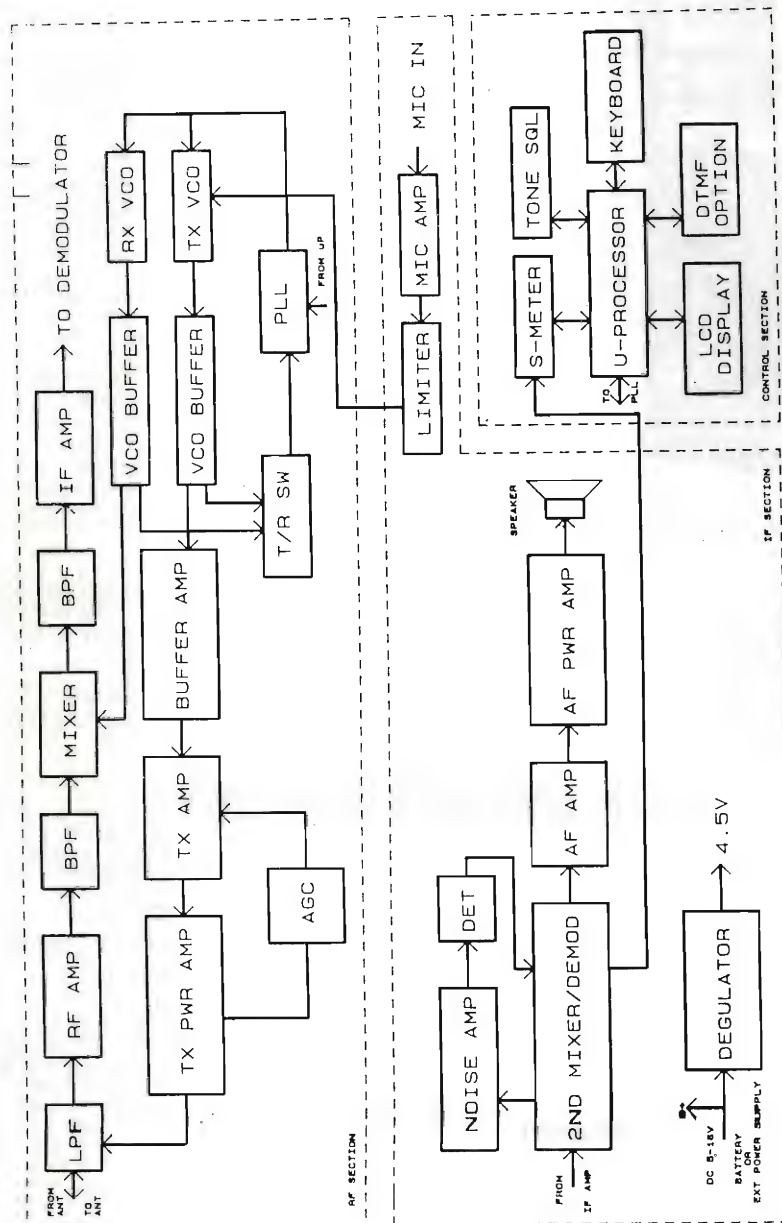 FROM
ANT
TO
ANT
LPF
RF AMP
BPF
MIXER
BPF
IF AMP
TO DEMODULATOR
TX PWR AMP
TX AMP
BUFFER AMP
VCO BUFFER
VCO BUFFER
RX VCO
TX VCO
AGC
T/R SW
PLL
FROM UP
RF SECTION
LIMITER
MIC AMP
MIC IN
NOISE AMP
DET
FROM
IF AMP
2ND MIXER/DEMOD
AF AMP
AF PWR AMP
SPEAKER
B+
BATTERY
OR
EXT POWER SUPPLY
DEGULATOR
4.5V
IF SECTION
S-METER
TONE SQL
TO
PLL
U-PROCESSOR
KEYBOARD
LCD
DISPLAY
DTMF
OPTION
CONTROL SECTION